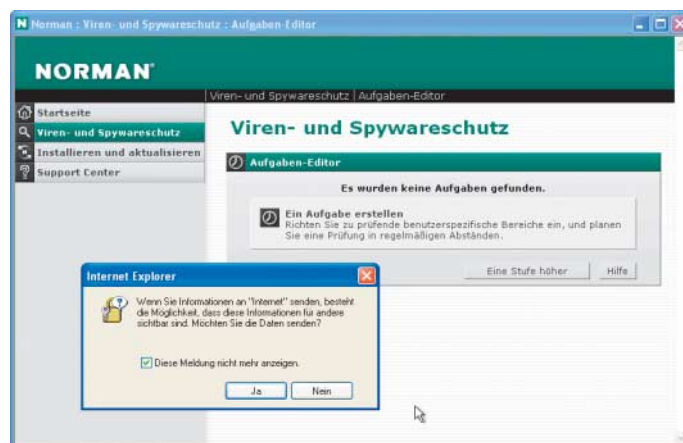 Norman : Viren- und Spywareschutz : Aufgaben-Editor
NORMAN
Viren- und Spywareschutz | Aufgaben-Editor
Startseite
Viren- und Spywareschutz
Installieren und aktualisieren
Support Center
Viren- und Spywareschutz
Aufgaben-Editor
Es wurden keine Aufgaben gefunden.
Ein Aufgabe erstellen
Richten Sie zu prüfende benutzerspezifische Bereiche ein, und planen
Sie eine Prüfung in regelmäßigen Abständen.
Eine Stufe höher
Hilfe
Internet Explorer
Wenn Sie Informationen an "Internet" senden, besteht
die Möglichkeit, dass diese Informationen für andere
sichtbar sind. Möchten Sie die Daten senden?
Diese Meldung nicht mehr anzeigen.
Ja
Nein